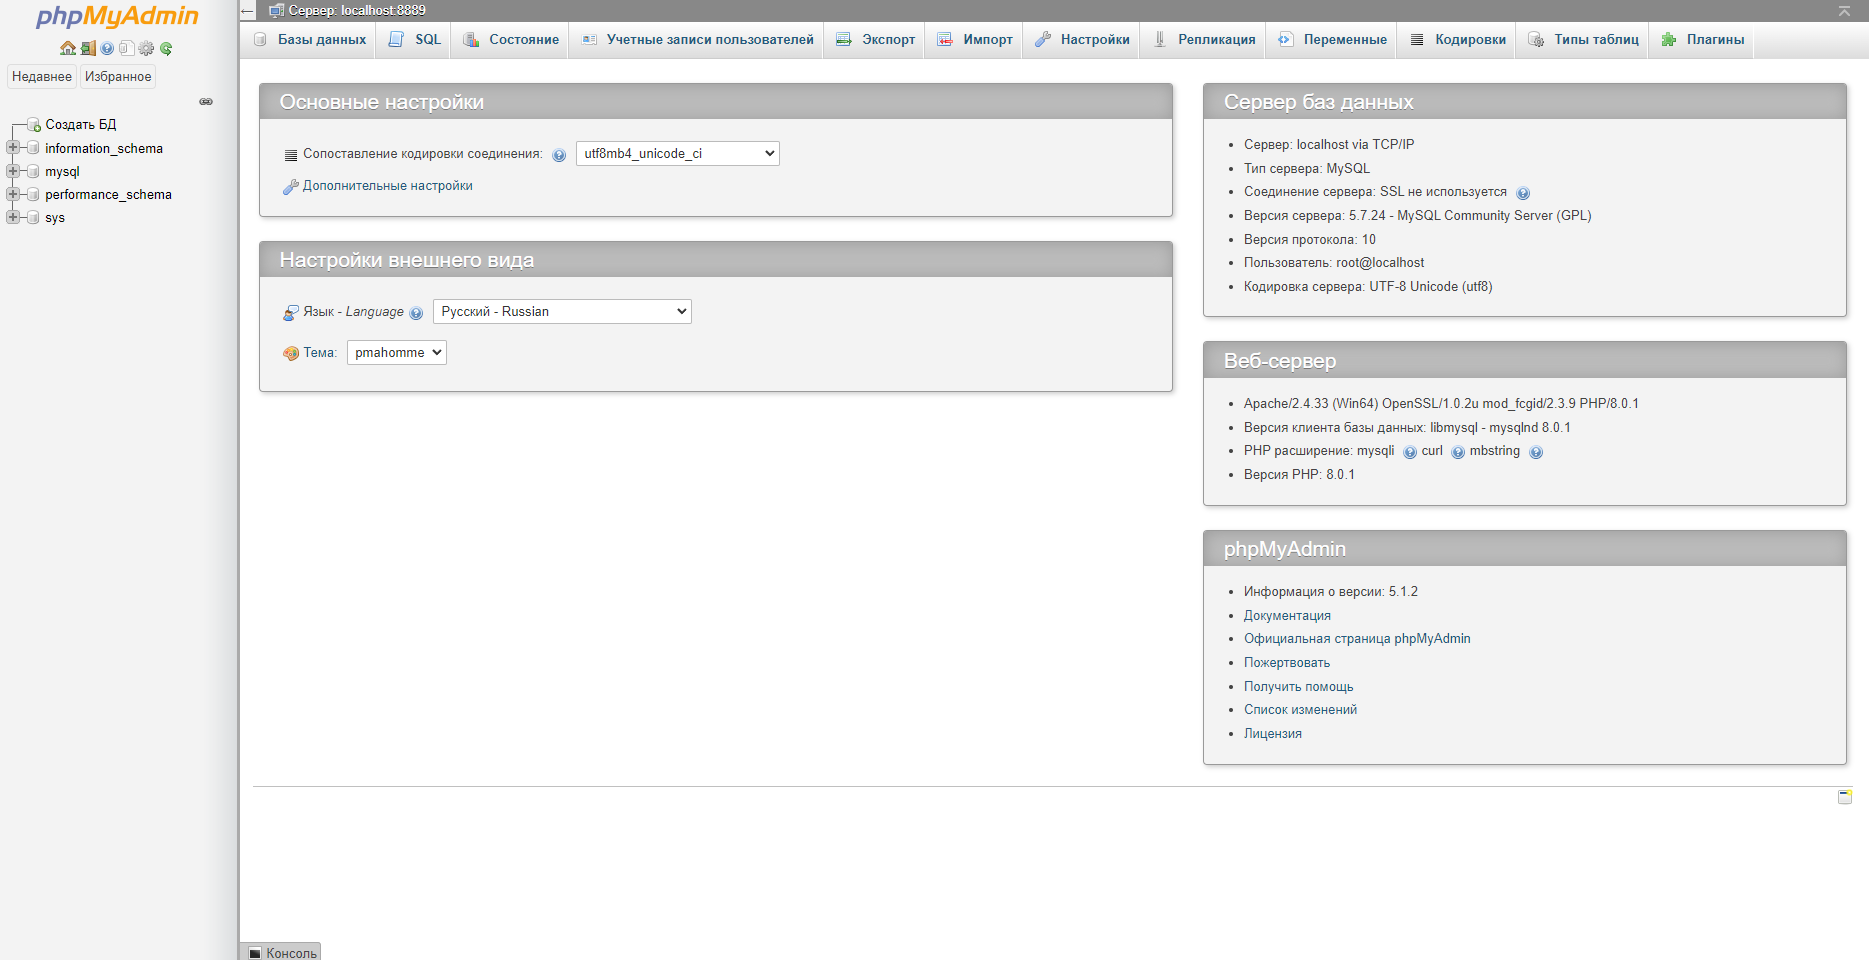 phpMyAdmin
Недавнее Избранное
Создать БД
information_schema
mysql
performance_schema
sys
Сервер: localhost:8889
Базы данных SQL Состояние Учетные записи пользователей Экспорт Импорт Настройки Репликация Переменные Кодировки Типы таблиц Плагины
Основные настройки
Сопоставление кодировки соединения: utf8mb4_unicode_ci
Дополнительные настройки
Настройки внешнего вида
Язык - Language Русский - Russian
Тема: pmahomme
Сервер баз данных
Сервер: localhost via TCP/IP
Тип сервера: MySQL
Соединение сервера: SSL не используется
Версия сервера: 5.7.24 - MySQL Community Server (GPL)
Версия протокола: 10
Пользователь: root@localhost
Кодировка сервера: UTF-8 Unicode (utf8)
Веб-сервер
Apache/2.4.33 (Win64) OpenSSL/1.0.2u mod_fcgid/2.3.9 PHP/8.0.1
Версия клиента базы данных: libmysql - mysqlnd 8.0.1
PHP расширение: mysqli curl mbstring
Версия PHP: 8.0.1
phpMyAdmin
Информация о версии: 5.1.2
Документация
Официальная страница phpMyAdmin
Пожертвовать
Получить помощь
Список изменений
Лицензия
Консоль